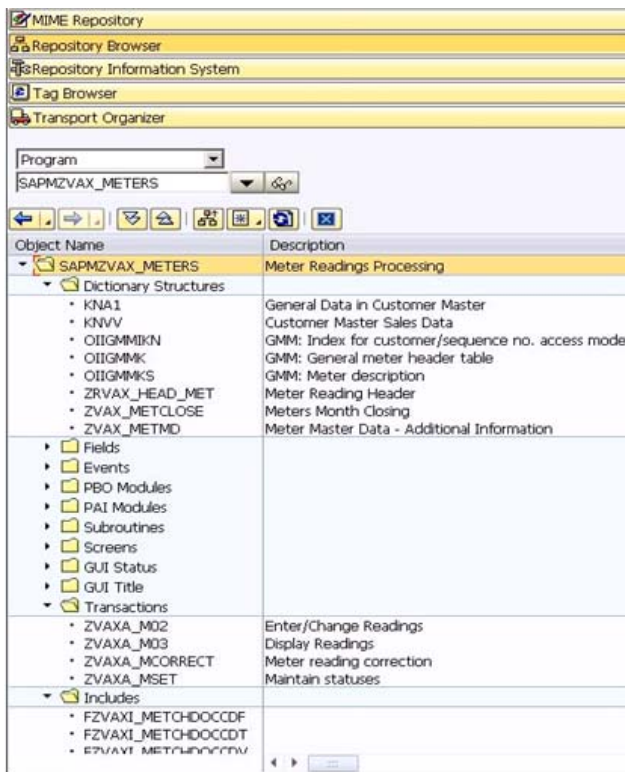 MIME Repository
Repository Browser
Repository Information System
Tag Browser
Transport Organizer
Program
SAPMZVAX_METERS
Object Name Description
SAPMZVAX_METERS Meter Readings Processing
Dictionary Structures
KNA1 General Data in Customer Master
KNVV Customer Master Sales Data
OIIGMMIKN GMM: Index for customer/sequence no. access mode
OIIGMMK GMM: General meter header table
OIIGMMKS GMM: Meter description
ZRVAX_HEAD_MET Meter Reading Header
ZVAX_METCLOSE Meters Month Closing
ZVAX_METMD Meter Master Data - Additional Information
Fields
Events
PBO Modules
PAI Modules
Subroutines
Screens
GUI Status
GUI Title
Transactions
ZVAXA_M02 Enter/Change Readings
ZVAXA_M03 Display Readings
ZVAXA_MCORRECT Meter reading correction
ZVAXA_MSET Maintain statuses
Includes
FZVAXI_METCHDOCCDF
FZVAXI_METCHDOCCDT
FZVAXI_METCHDOCCDV